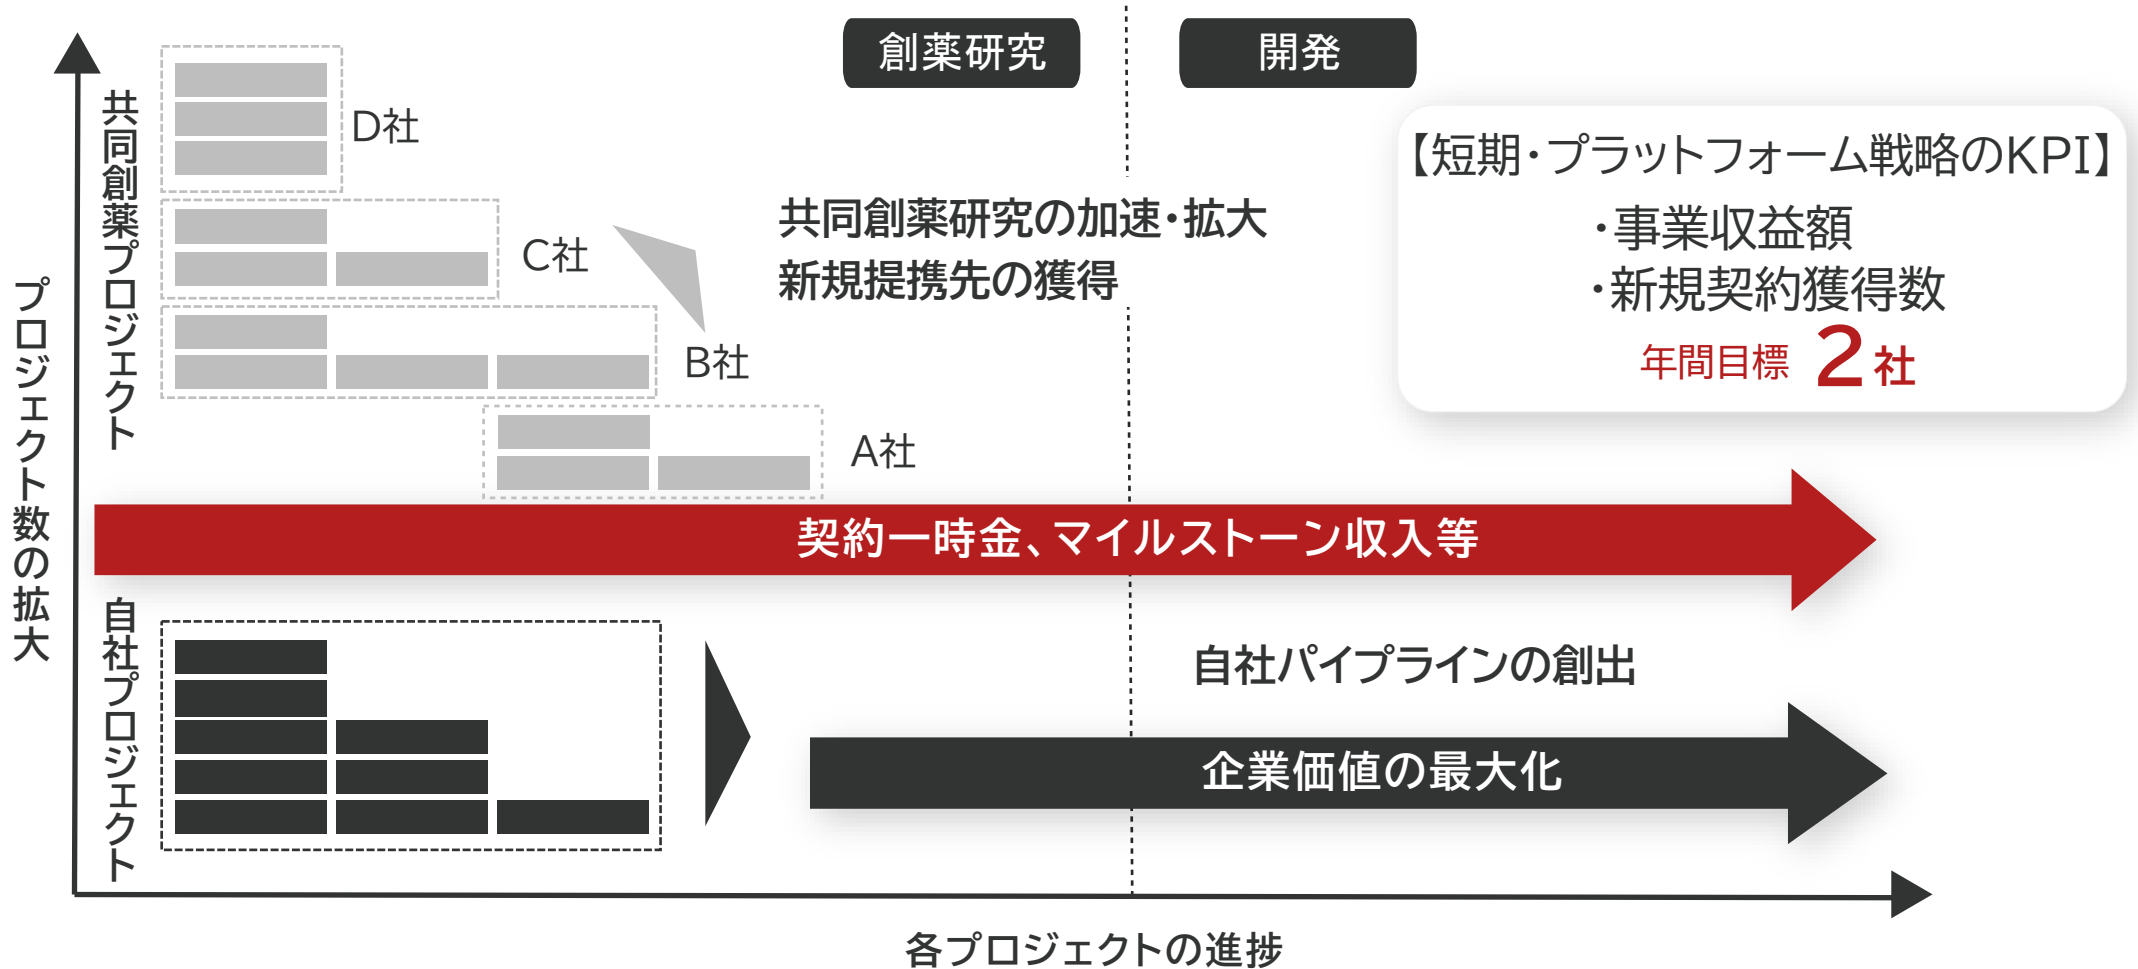 創薬研究
開発
プロジェクト数の拡大
共同創薬プロジェクト
D社
C社
B社
A社
共同創薬研究の加速・拡大
新規提携先の獲得
【短期・プラットフォーム戦略のKPI】
・事業収益額
・新規契約獲得数
年間目標 2社
契約一時金、マイルストーン収入等
自社プロジェクト
自社パイプラインの創出
企業価値の最大化
各プロジェクトの進捗